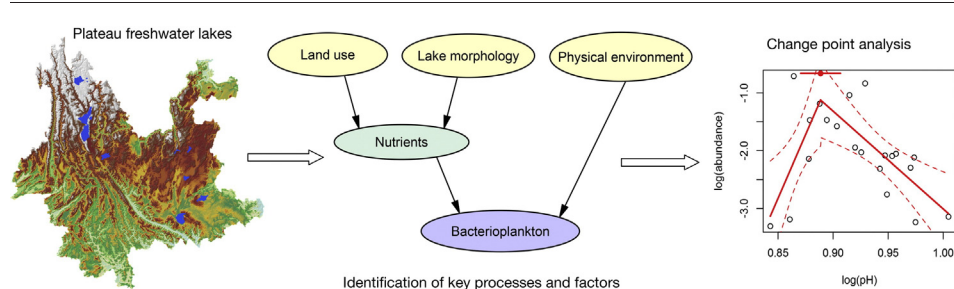 Plateau freshwater lakes
Land use
Lake morphology
Physical environment
Nutrients
Bacterioplankton
Identification of key processes and factors
Change point analysis
log(abundance)
-1.0
-2.0
-3.0
0.85
0.90
0.95
1.00
log(pH)